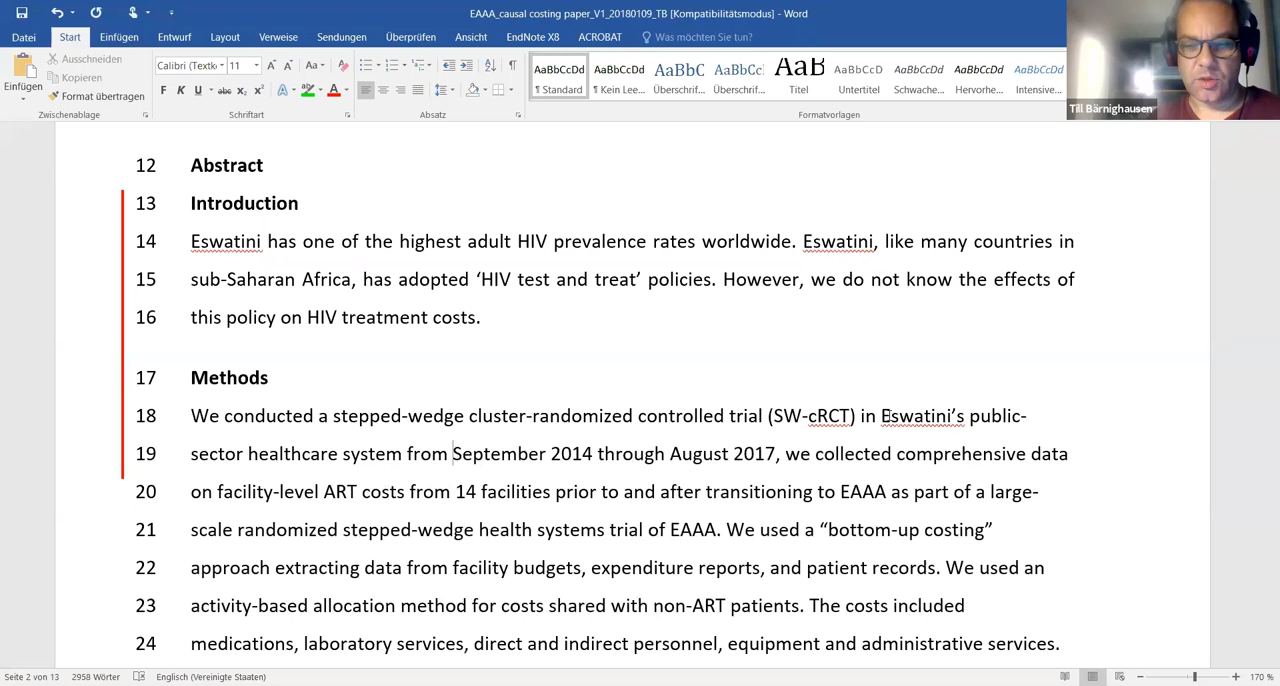 EAAA_causal costing paper_V1_20180109_TB [Kompatibilitätsmodus] - Word
Datei Start Einfügen Entwurf Layout Verweise Sendungen Überprüfen Ansicht EndNote X8 ACROBAT Was möchten Sie tun?
Einfügen
Ausschneiden
Kopieren
Format übertragen
Zwischenablage
Calibri (Textk 11
Schriftart
Absatz
AaBbCcDd AaBbCcDd AaBbC AaBbCc AaB AaBbCcD AaBbCcDd AaBbCcDd AaBbCcDd
¶ Standard ¶ Kein Lee... Überschrif... Überschrif... Titel Untertitel Schwache... Hervorhe... Intensive...
Formatvorlagen
Till Bärnighausen
12 Abstract
13 Introduction
14 Eswatini has one of the highest adult HIV prevalence rates worldwide. Eswatini, like many countries in
15 sub-Saharan Africa, has adopted ‘HIV test and treat’ policies. However, we do not know the effects of
16 this policy on HIV treatment costs.
17 Methods
18 We conducted a stepped-wedge cluster-randomized controlled trial (SW-cRCT) in Eswatini’s public-
19 sector healthcare system from September 2014 through August 2017, we collected comprehensive data
20 on facility-level ART costs from 14 facilities prior to and after transitioning to EAAA as part of a large-
21 scale randomized stepped-wedge health systems trial of EAAA. We used a “bottom-up costing”
22 approach extracting data from facility budgets, expenditure reports, and patient records. We used an
23 activity-based allocation method for costs shared with non-ART patients. The costs included
24 medications, laboratory services, direct and indirect personnel, equipment and administrative services.
Seite 2 von 13 2958 Wörter Englisch (Vereinigte Staaten) 170 %